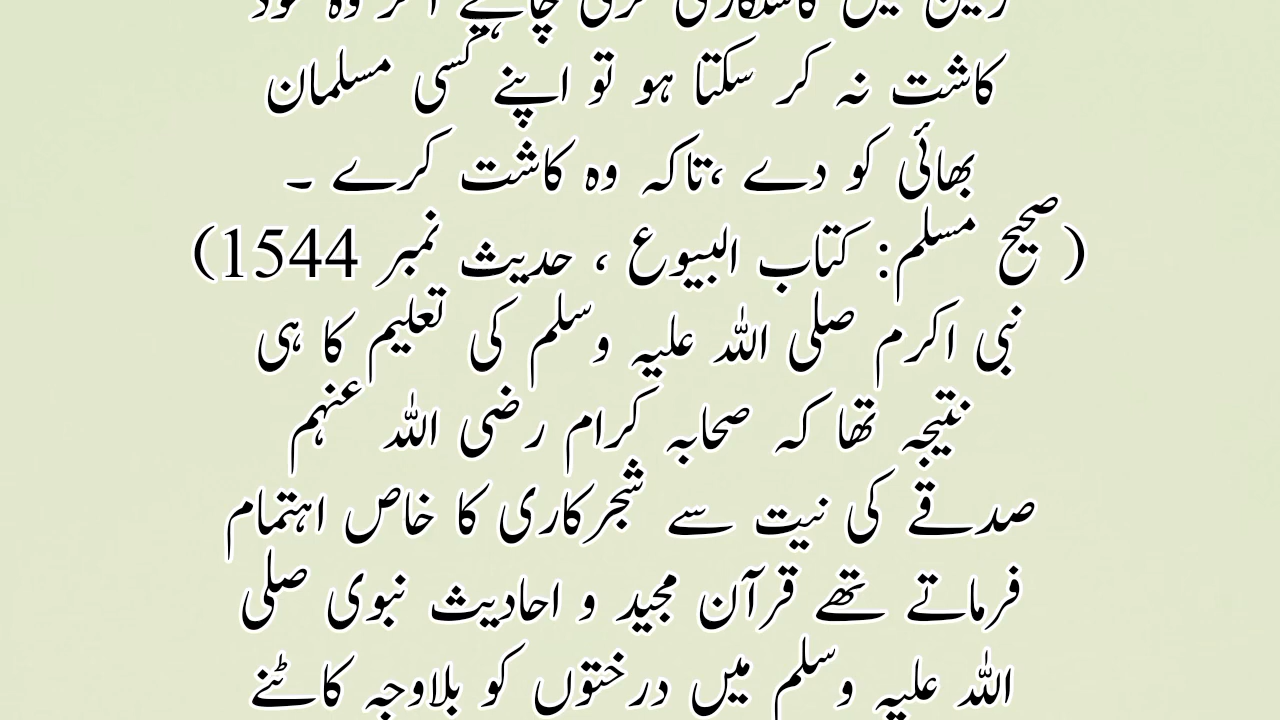 زمین میں کاشتکاری کرنی چاہیے اگر وہ خود
کاشت نہ کر سکتا ہو تو اپنے کسی مسلمان
بھائی کو دے ،تاکہ وہ کاشت کرے ۔
(صحیح مسلم: کتاب البیوع ، حدیث نمبر 1544)
نبی اکرم صلی اللہ علیہ وسلم کی تعلیم کا ہی
نتیجہ تھا کہ صحابہ کرام رضی اللہ عنہم
صدقے کی نیت سے شجرکاری کا خاص اہتمام
فرماتے تھے قرآن مجید و احادیث نبوی صلی
اللہ علیہ وسلم میں درختوں کو بلاوجہ کاٹنے